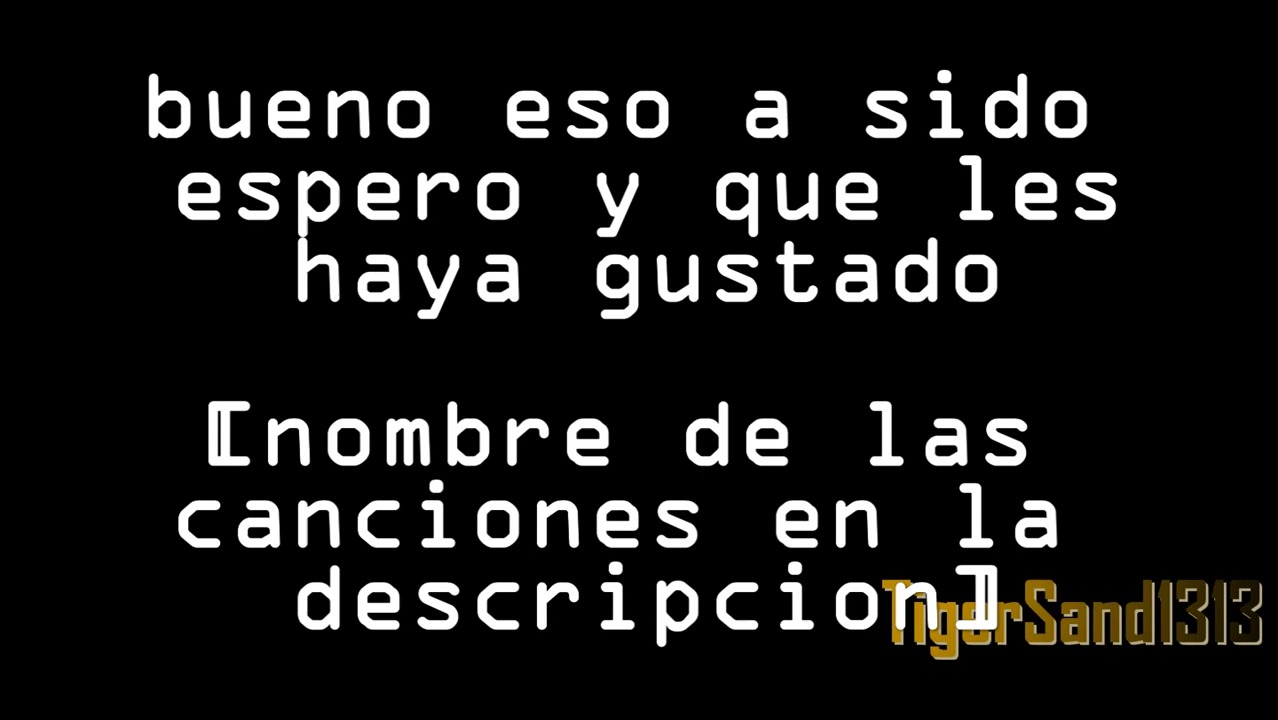 bueno eso a sido
espero y que les
haya gustado
[nombre de las
canciones en la
descripcion]
TigerSand1313